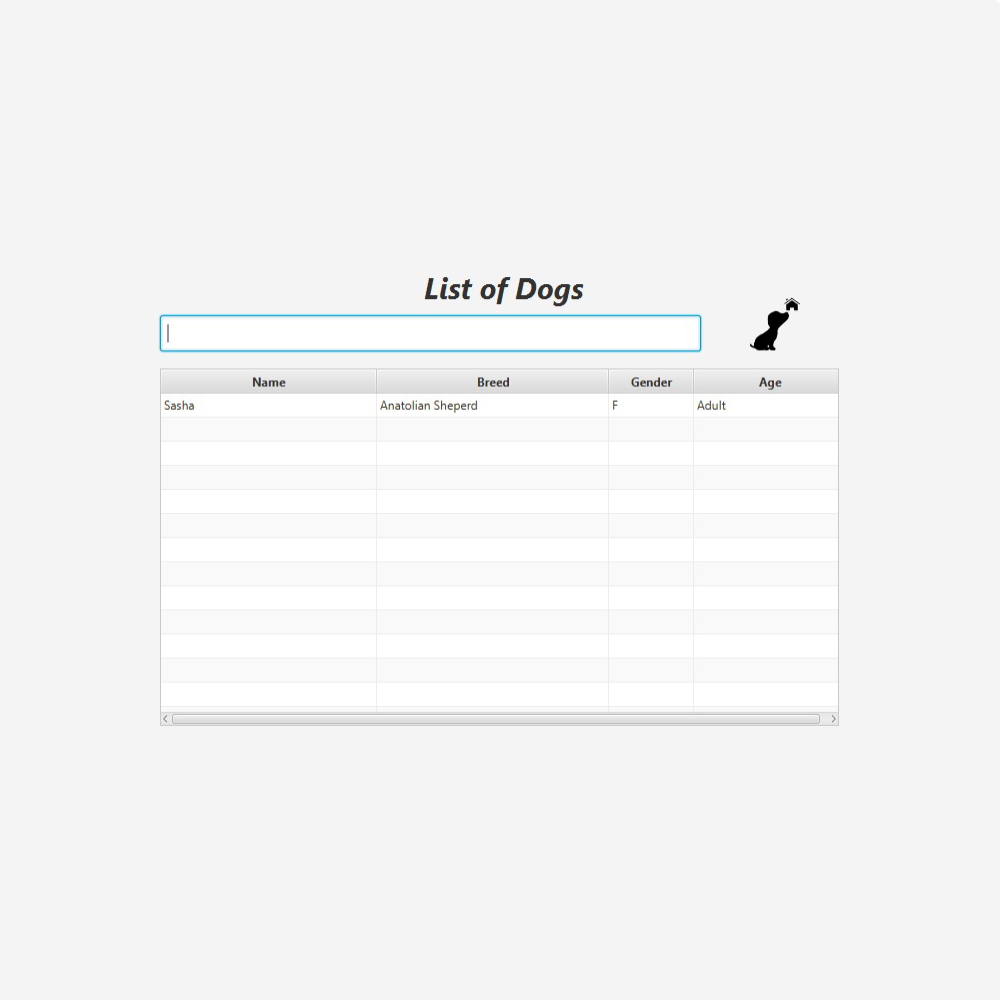 List of Dogs
Name Breed Gender Age
Sasha Anatolian Sheperd F Adult